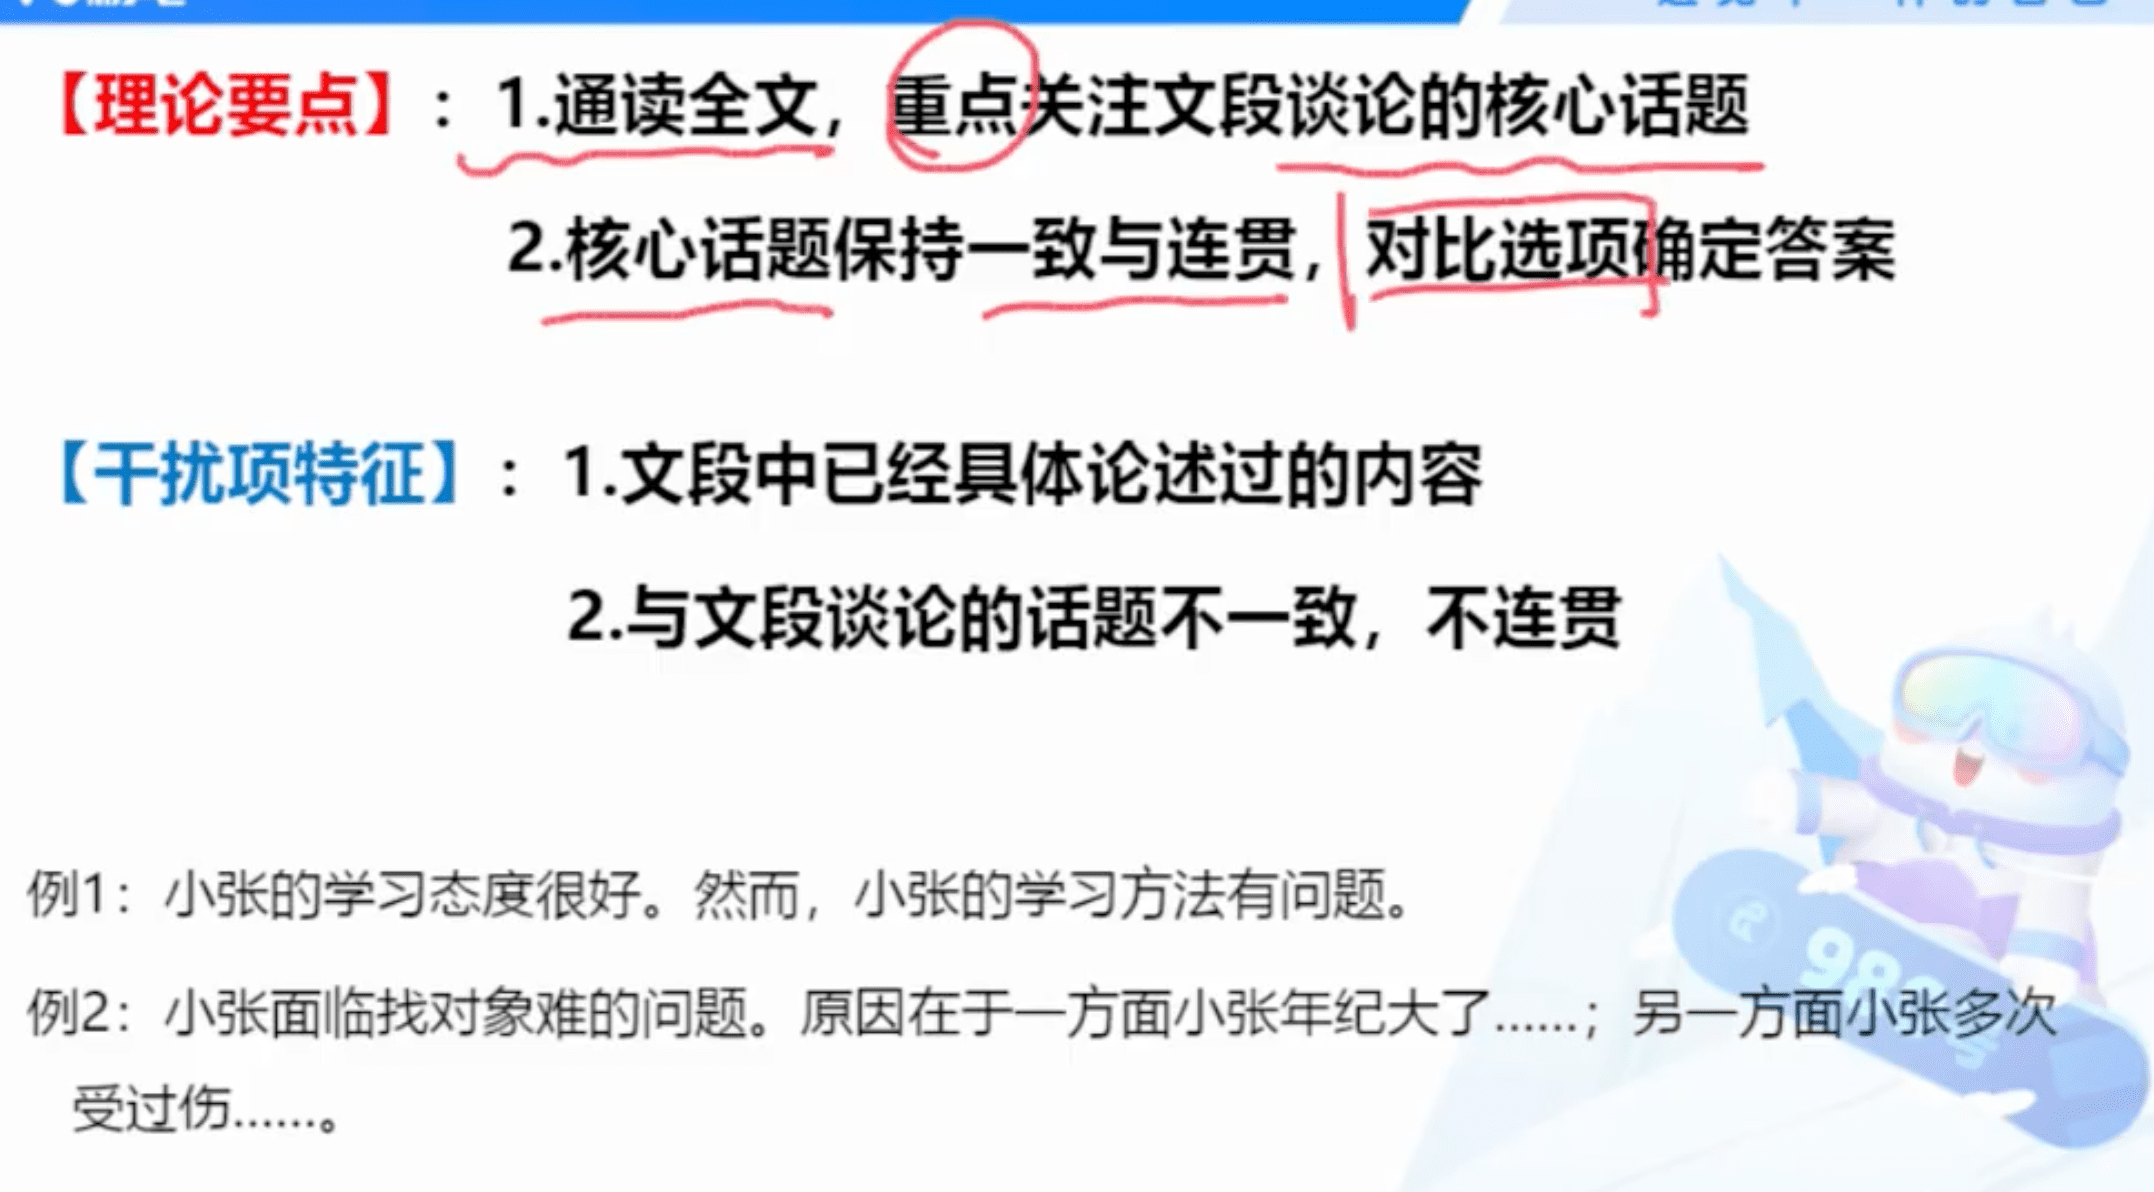 【理论要点】：1.通读全文，重点关注文段谈论的核心话题
2.核心话题保持一致与连贯，对比选项确定答案
【干扰项特征】：1.文段中已经具体论述过的内容
2.与文段谈论的话题不一致，不连贯
例1：小张的学习态度很好。然而，小张的学习方法有问题。
例2：小张面临找对象难的问题。原因在于一方面小张年纪大了……；另一方面小张多次
受过伤……。